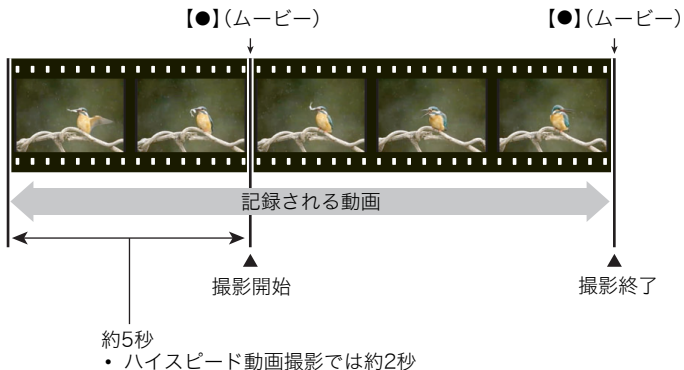 【●】（ムービー） 【●】（ムービー）
記録される動画
撮影開始 撮影終了
約5秒
• ハイスピード動画撮影では約2秒